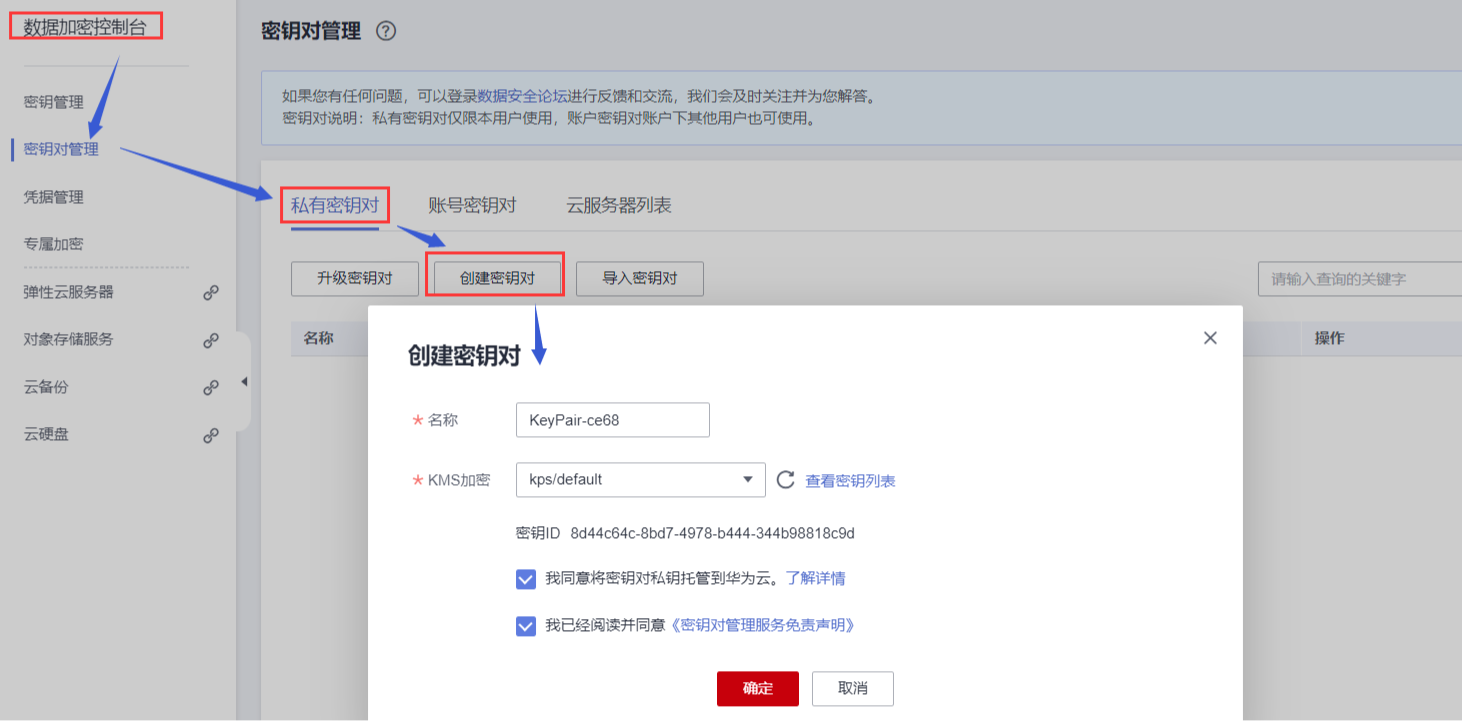 数据加密控制台
密钥管理
密钥对管理
凭据管理
专属加密
弹性云服务器
对象存储服务
云备份
云硬盘
密钥对管理 ?
如果您有任何问题，可以登录数据安全论坛进行反馈和交流，我们会及时关注并为您解答。
密钥对说明：私有密钥对仅限本用户使用，账户密钥对账户下其他用户也可使用。
私有密钥对 账号密钥对 云服务器列表
升级密钥对 创建密钥对 导入密钥对 请输入查询的关键字
名称 操作
创建密钥对
* 名称 KeyPair-ce68
* KMS加密 kps/default 查看密钥列表
密钥ID 8d44c64c-8bd7-4978-b444-344b98818c9d
我同意将密钥对私钥托管到华为云。了解详情
我已经阅读并同意《密钥对管理服务免责声明》
确定 取消